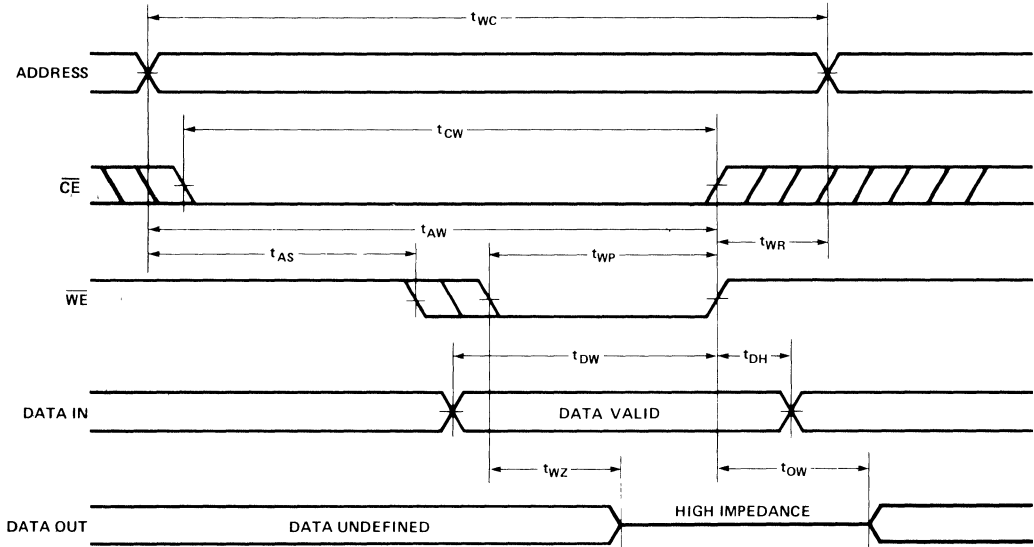 tWC
ADDRESS
tCW
CE
tAW
tWR
tAS
tWP
WE
tDW
tDH
DATA IN
DATA VALID
tWZ
tOW
HIGH IMPEDANCE
DATA OUT
DATA UNDEFINED